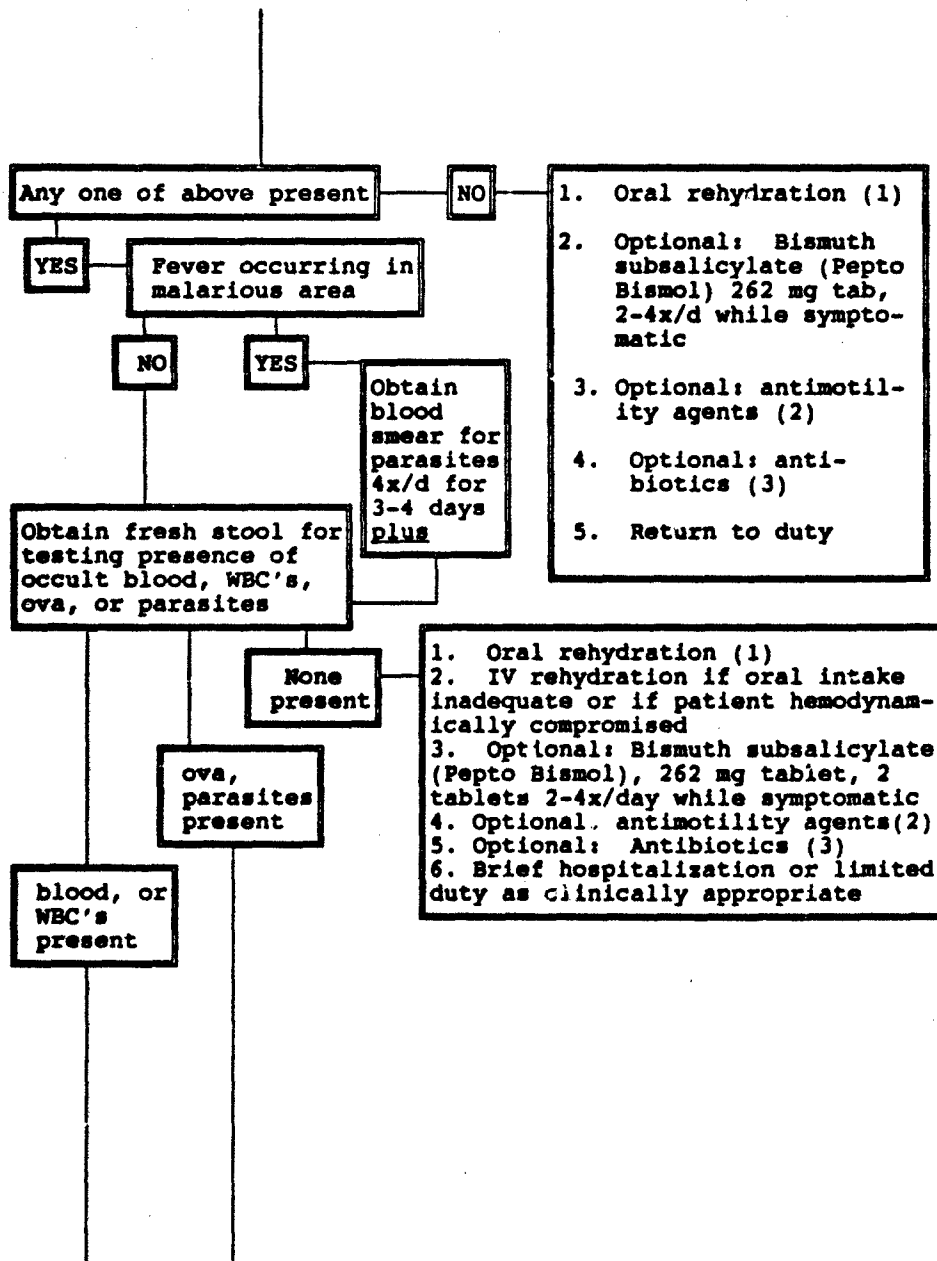 Any one of above present
NO
YES
Fever occurring in
malarious area
NO
YES
1. Oral rehydration (1)
2. Optional: Bismuth
subsalicylate (Pepto
Bismol) 262 mg tab,
2-4x/d while sympto-
matic
3. Optional: antimotil-
ity agents (2)
4. Optional: anti-
biotics (3)
5. Return to duty
Obtain
blood
smear for
parasites
4x/d for
3-4 days
plus
Obtain fresh stool for
testing presence of
occult blood, WBC's,
ova, or parasites
None
present
1. Oral rehydration (1)
2. IV rehydration if oral intake
inadequate or if patient hemodynam-
ically compromised
3. Optional: Bismuth subsalicylate
(Pepto Bismol), 262 mg tablet, 2
tablets 2-4x/day while symptomatic
4. Optional. antimotility agents(2)
5. Optional: Antibiotics (3)
6. Brief hospitalization or limited
duty as clinically appropriate
ova,
parasites
present
blood, or
WBC's
present